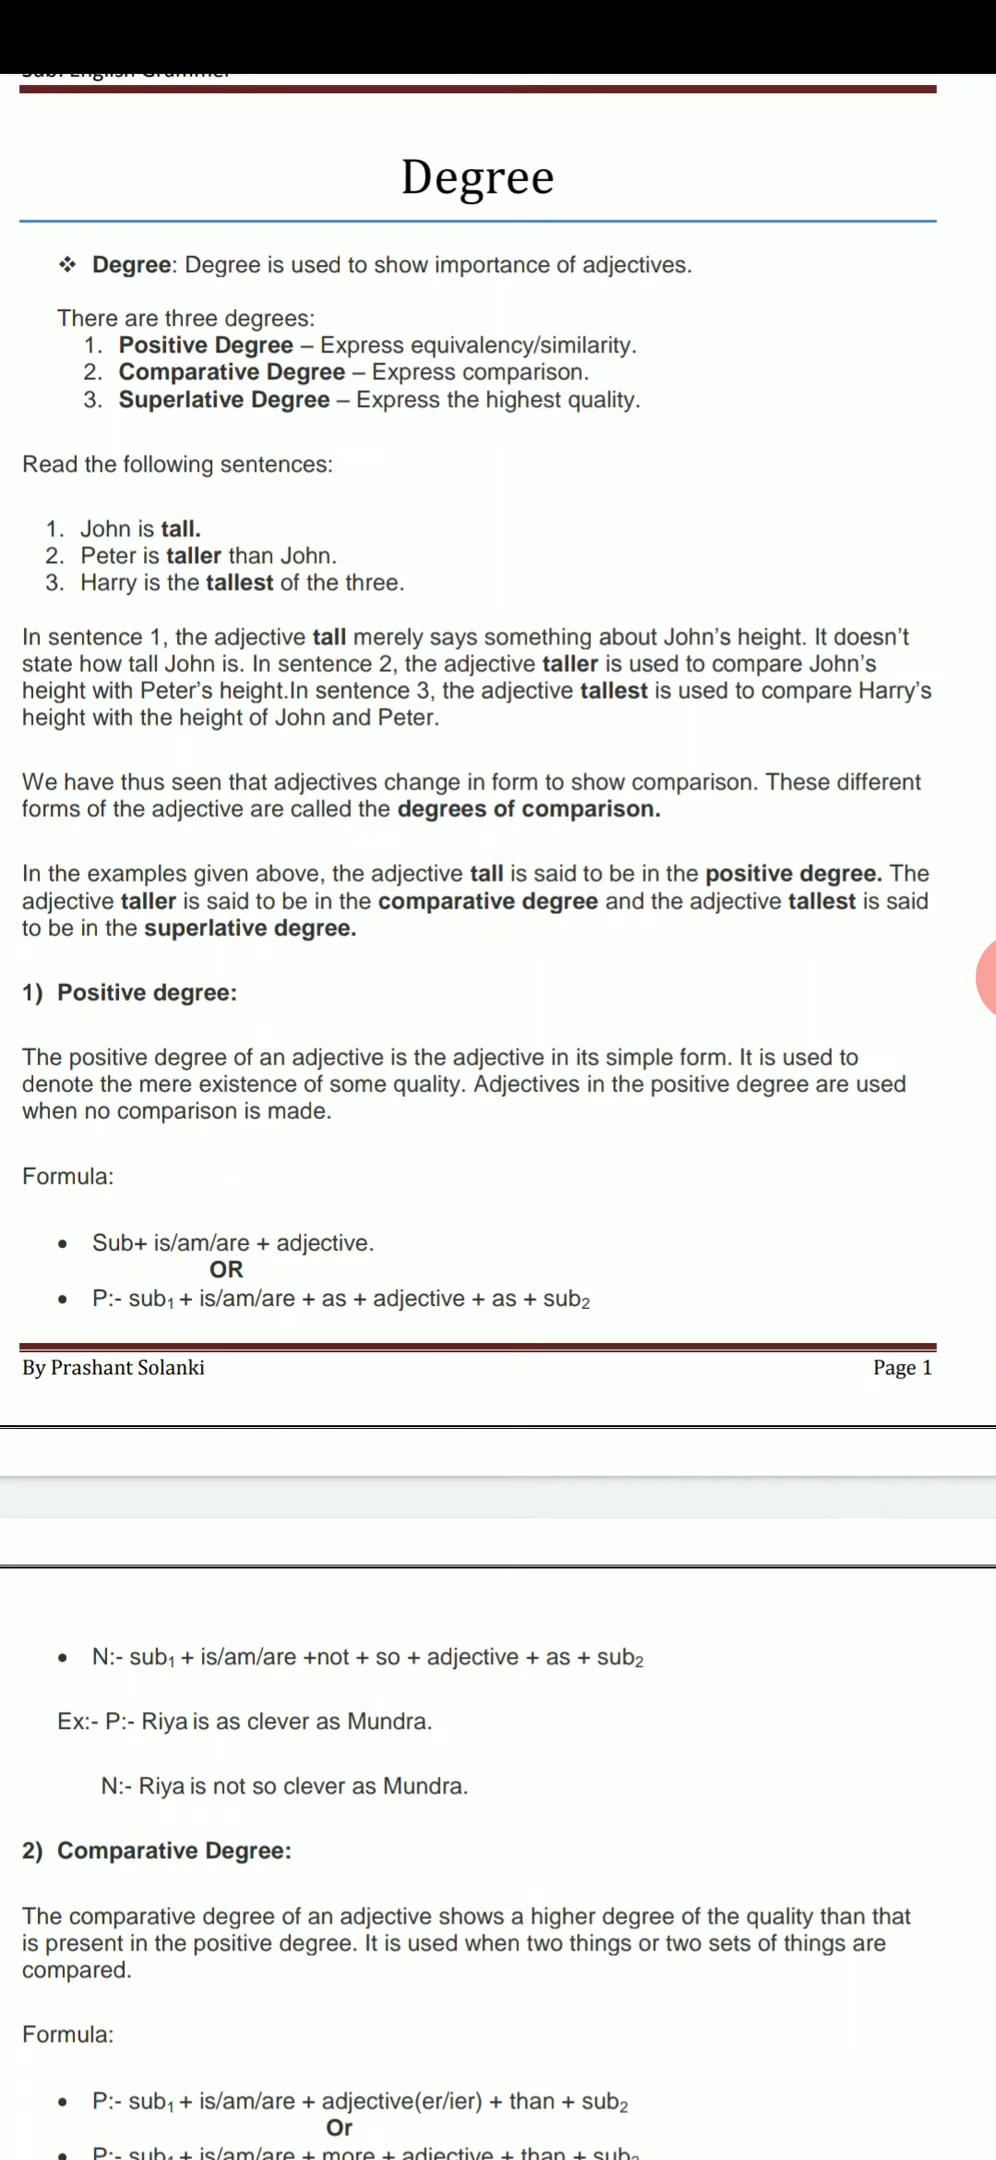 Sub: English Grammer
Degree
❖ Degree: Degree is used to show importance of adjectives.
There are three degrees:
1. Positive Degree – Express equivalency/similarity.
2. Comparative Degree – Express comparison.
3. Superlative Degree – Express the highest quality.
Read the following sentences:
1. John is tall.
2. Peter is taller than John.
3. Harry is the tallest of the three.
In sentence 1, the adjective tall merely says something about John’s height. It doesn’t
state how tall John is. In sentence 2, the adjective taller is used to compare John’s
height with Peter’s height.In sentence 3, the adjective tallest is used to compare Harry’s
height with the height of John and Peter.
We have thus seen that adjectives change in form to show comparison. These different
forms of the adjective are called the degrees of comparison.
In the examples given above, the adjective tall is said to be in the positive degree. The
adjective taller is said to be in the comparative degree and the adjective tallest is said
to be in the superlative degree.
1) Positive degree:
The positive degree of an adjective is the adjective in its simple form. It is used to
denote the mere existence of some quality. Adjectives in the positive degree are used
when no comparison is made.
Formula:
• Sub+ is/am/are + adjective.
OR
• P:- sub₁ + is/am/are + as + adjective + as + sub₂
By Prashant Solanki Page 1
• N:- sub₁ + is/am/are +not + so + adjective + as + sub₂
Ex:- P:- Riya is as clever as Mundra.
N:- Riya is not so clever as Mundra.
2) Comparative Degree:
The comparative degree of an adjective shows a higher degree of the quality than that
is present in the positive degree. It is used when two things or two sets of things are
compared.
Formula:
• P:- sub₁ + is/am/are + adjective(er/ier) + than + sub₂
Or
• P:- sub₁ + is/am/are + more + adjective + than + sub₂